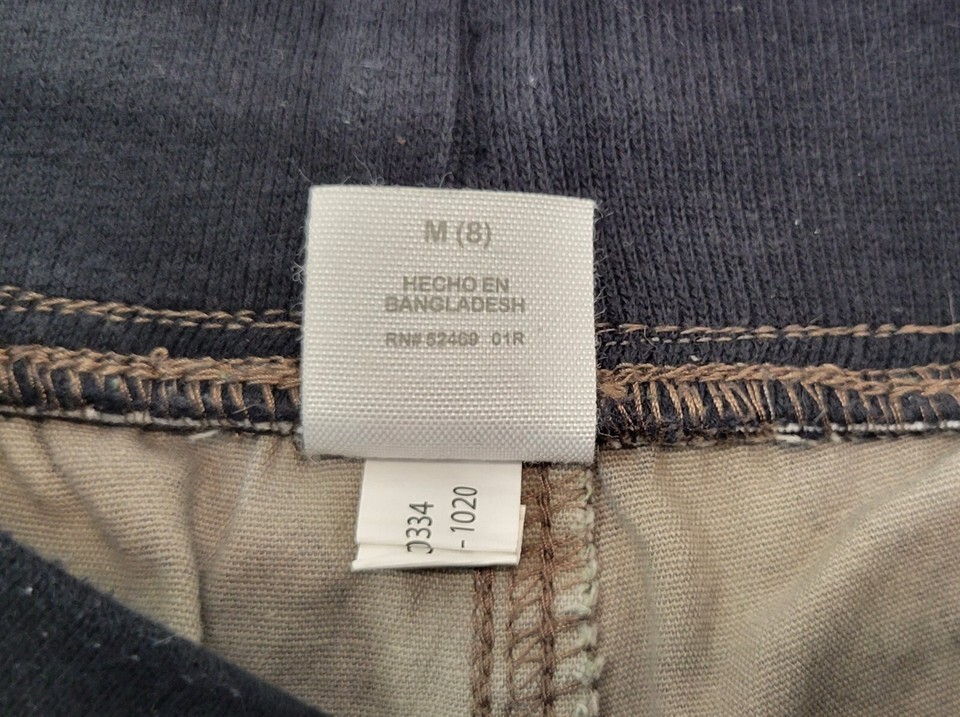 M (8)
HECHO EN
BANGLADESH
RN# 52469 01R
0334
- 1020